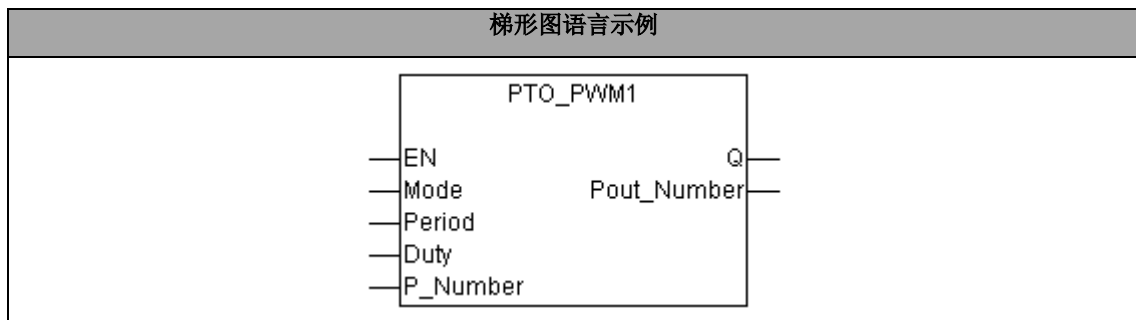 梯形图语言示例
PTO_PWM1
EN Q
Mode Pout_Number
Period
Duty
P_Number